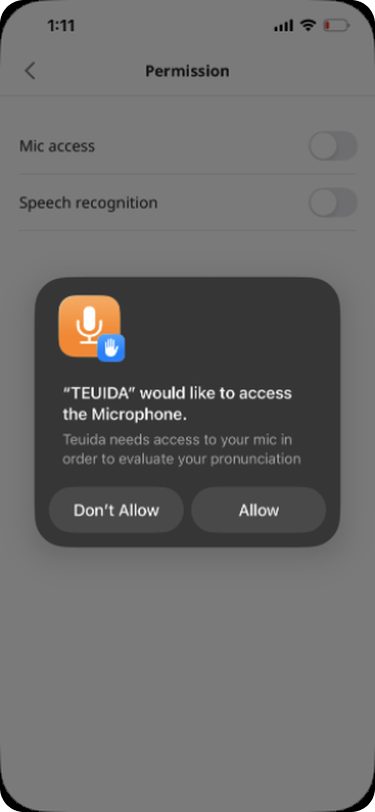 1:11
Permission
Mic access
Speech recognition
“TEUIDA” would like to access
the Microphone.
Teuida needs access to your mic in
order to evaluate your pronunciation
Don't Allow
Allow